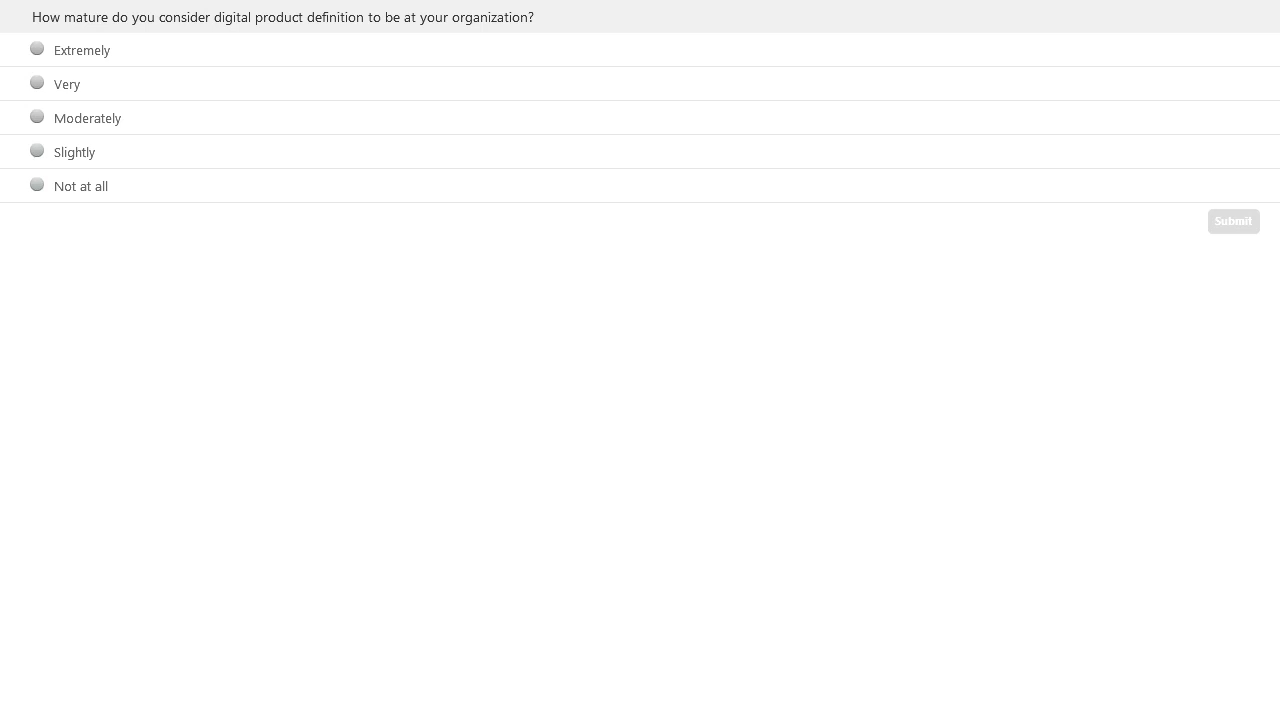 How mature do you consider digital product definition to be at your organization?
Extremely
Very
Moderately
Slightly
Not at all
Submit